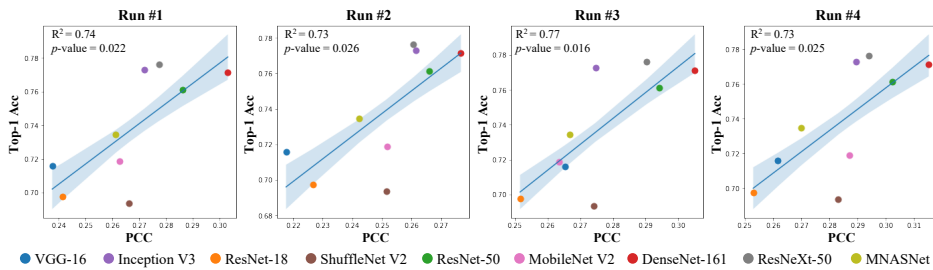 Run #1
R² = 0.74
p-value = 0.022
Top-1 Acc
0.78
0.76
0.74
0.72
0.70
0.24 0.25 0.26 0.27 0.28 0.29 0.30
PCC
Run #2
R² = 0.73
p-value = 0.026
Top-1 Acc
0.78
0.76
0.74
0.72
0.70
0.68
0.22 0.23 0.24 0.25 0.26 0.27
PCC
Run #3
R² = 0.77
p-value = 0.016
Top-1 Acc
0.78
0.76
0.74
0.72
0.70
0.25 0.26 0.27 0.28 0.29 0.30
PCC
Run #4
R² = 0.73
p-value = 0.025
Top-1 Acc
0.78
0.76
0.74
0.72
0.70
0.26 0.27 0.28 0.29 0.30 0.31
PCC
VGG-16 Inception V3 ResNet-18 ShuffleNet V2 ResNet-50 MobileNet V2 DenseNet-161 ResNeXt-50 MNASNet